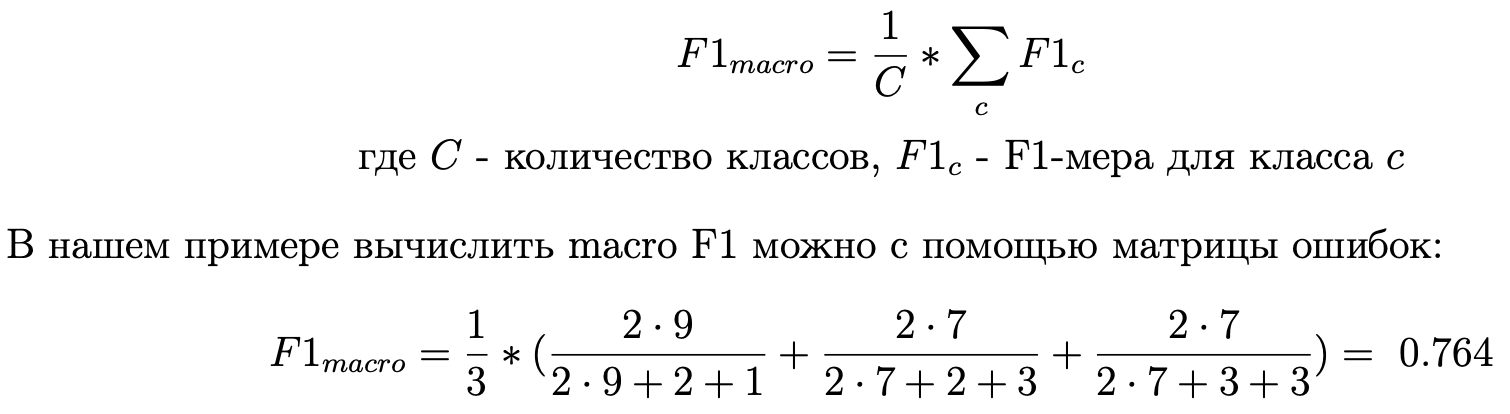 F1_{macro} = \frac{1}{C} * \sum_{c} F1_c
где C - количество классов, F1_c - F1-мера для класса c
В нашем примере вычислить macro F1 можно с помощью матрицы ошибок:
F1_{macro} = \frac{1}{3} * (\frac{2 \cdot 9}{2 \cdot 9 + 2 + 1} + \frac{2 \cdot 7}{2 \cdot 7 + 2 + 3} + \frac{2 \cdot 7}{2 \cdot 7 + 3 + 3}) = 0.764